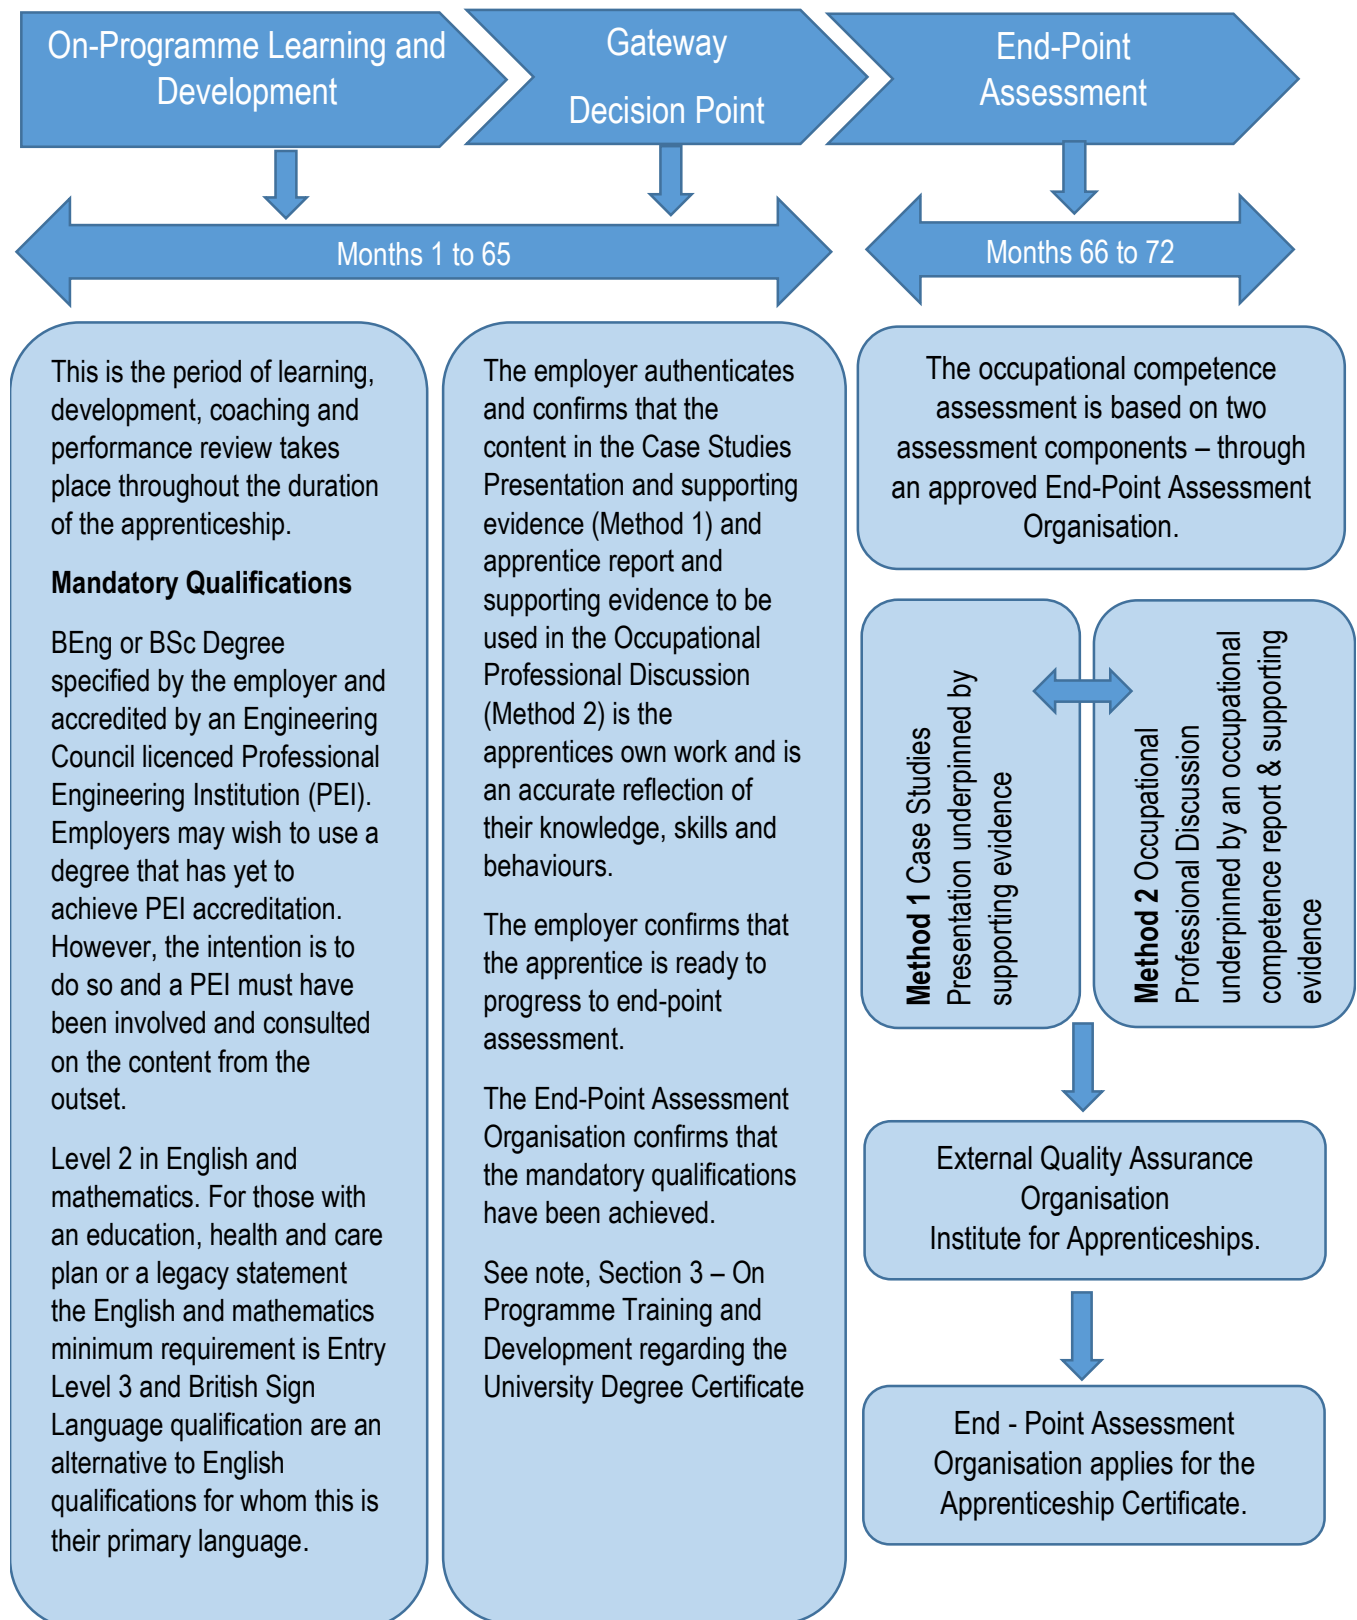 On-Programme Learning and
Development
Gateway
Decision Point
End-Point
Assessment
Months 1 to 65
Months 66 to 72
This is the period of learning,
development, coaching and
performance review takes
place throughout the duration
of the apprenticeship.
Mandatory Qualifications
BEng or BSc Degree
specified by the employer and
accredited by an Engineering
Council licenced Professional
Engineering Institution (PEI).
Employers may wish to use a
degree that has yet to
achieve PEI accreditation.
However, the intention is to
do so and a PEI must have
been involved and consulted
on the content from the
outset.
Level 2 in English and
mathematics. For those with
an education, health and care
plan or a legacy statement
the English and mathematics
minimum requirement is Entry
Level 3 and British Sign
Language qualification are an
alternative to English
qualifications for whom this is
their primary language.
The employer authenticates
and confirms that the
content in the Case Studies
Presentation and supporting
evidence (Method 1) and
apprentice report and
supporting evidence to be
used in the Occupational
Professional Discussion
(Method 2) is the
apprentices own work and is
an accurate reflection of
their knowledge, skills and
behaviours.
The employer confirms that
the apprentice is ready to
progress to end-point
assessment.
The End-Point Assessment
Organisation confirms that
the mandatory qualifications
have been achieved.
See note, Section 3 – On
Programme Training and
Development regarding the
University Degree Certificate
The occupational competence
assessment is based on two
assessment components – through
an approved End-Point Assessment
Organisation.
Method 1 Case Studies
Presentation underpinned by
supporting evidence
Method 2 Occupational
Professional Discussion
underpinned by an occupational
competence report & supporting
evidence
External Quality Assurance
Organisation
Institute for Apprenticeships.
End - Point Assessment
Organisation applies for the
Apprenticeship Certificate.